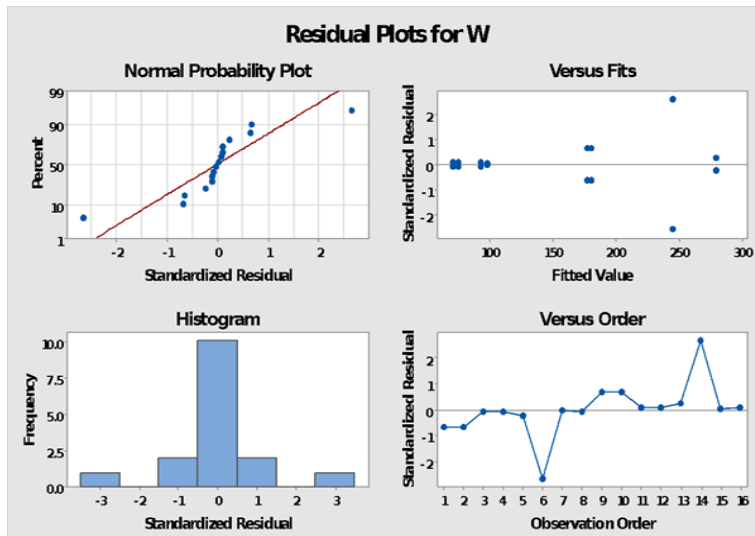 Residual Plots for W
Normal Probability Plot
Percent
99
90
50
10
1
-2 -1 0 1 2
Standardized Residual
Versus Fits
Standardized Residual
2
1
0
-1
-2
100 150 200 250 300
Fitted Value
Histogram
Frequency
10.0
7.5
5.0
2.5
0.0
-3 -2 -1 0 1 2 3
Standardized Residual
Versus Order
Standardized Residual
2
1
0
-1
-2
1 2 3 4 5 6 7 8 9 10 11 12 13 14 15 16
Observation Order